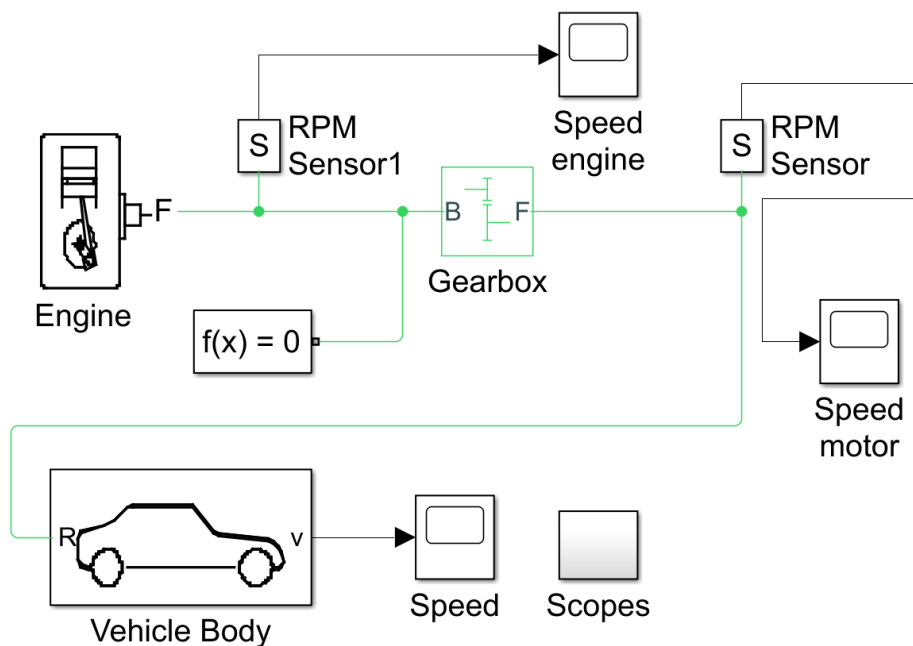 S
RPM
Sensor1
Speed
engine
S
RPM
Sensor
F
Engine
B
F
Gearbox
f(x) = 0
Speed
motor
R
v
Vehicle Body
Speed
Scopes